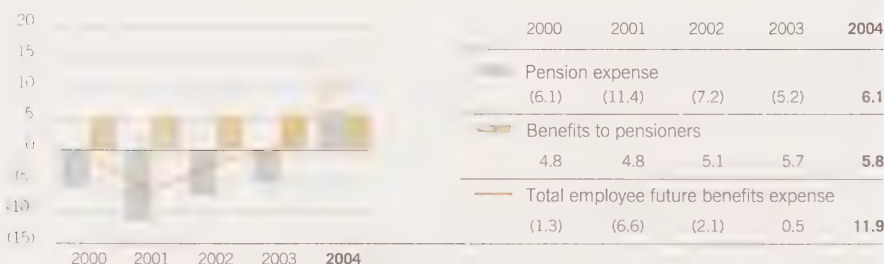 20
15
10
5
0
(5)
(10)
(15)
2000 2001 2002 2003 2004
2000 2001 2002 2003 2004
Pension expense
(6.1) (11.4) (7.2) (5.2) 6.1
Benefits to pensioners
4.8 4.8 5.1 5.7 5.8
Total employee future benefits expense
(1.3) (6.6) (2.1) 0.5 11.9